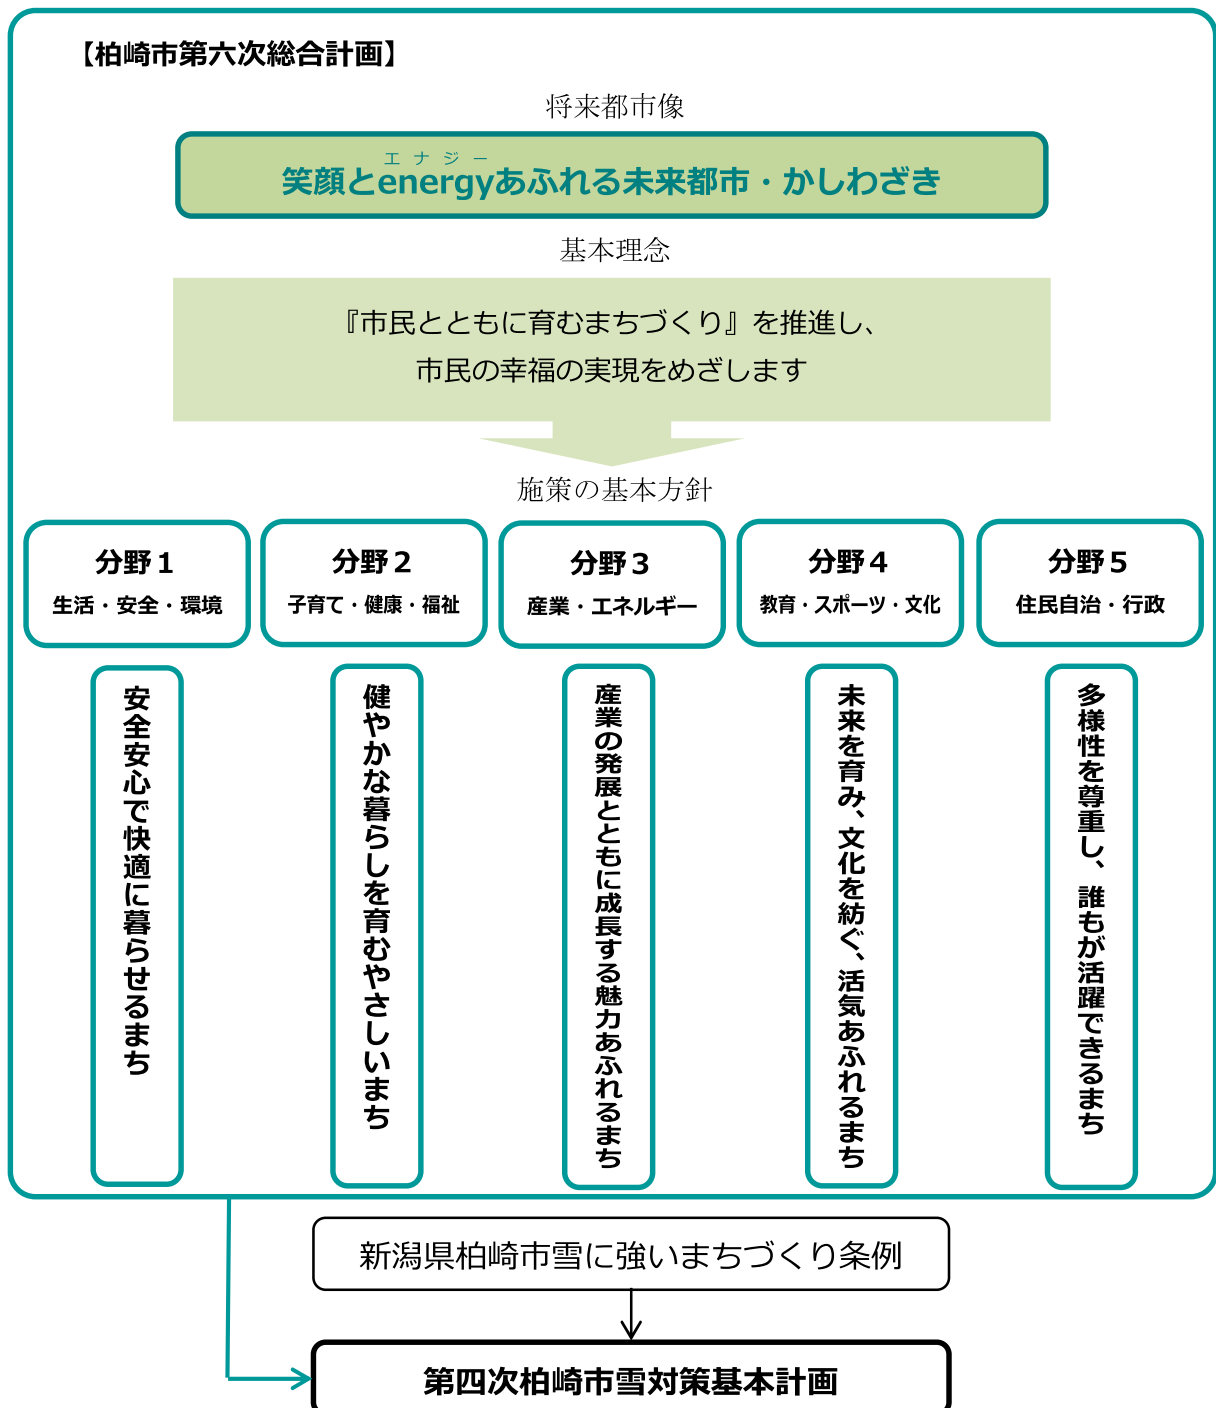 【柏崎市第六次総合計画】
将来都市像
エナジー
笑顔とenergyあふれる未来都市・かしわざき
基本理念
『市民とともに育むまちづくり』を推進し、
市民の幸福の実現をめざします
施策の基本方針
分野１
生活・安全・環境
分野２
子育て・健康・福祉
分野３
産業・エネルギー
分野４
教育・スポーツ・文化
分野５
住民自治・行政
安全安心で快適に暮らせるまち
健やかな暮らしを育むやさしいまち
産業の発展とともに成長する魅力あふれるまち
未来を育み、文化を紡ぐ、活気あふれるまち
多様性を尊重し、誰もが活躍できるまち
新潟県柏崎市雪に強いまちづくり条例
第四次柏崎市雪対策基本計画